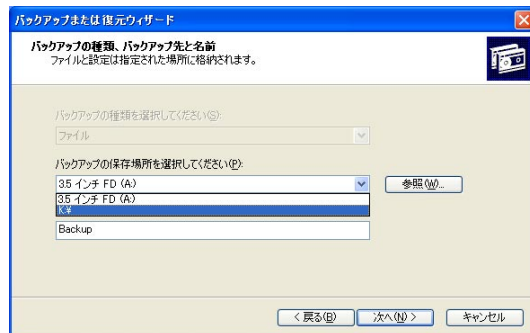 バックアップまたは復元ウィザード
バックアップの種類、バックアップ先と名前
ファイルと設定は指定された場所に格納されます。
バックアップの種類を選択してください(S):
ファイル
バックアップの保存場所を選択してください(P):
3.5 インチ FD (A:)
参照(W)...
3.5 インチ FD (A:)
K:¥
Backup
< 戻る(B)
次へ(N) >
キャンセル